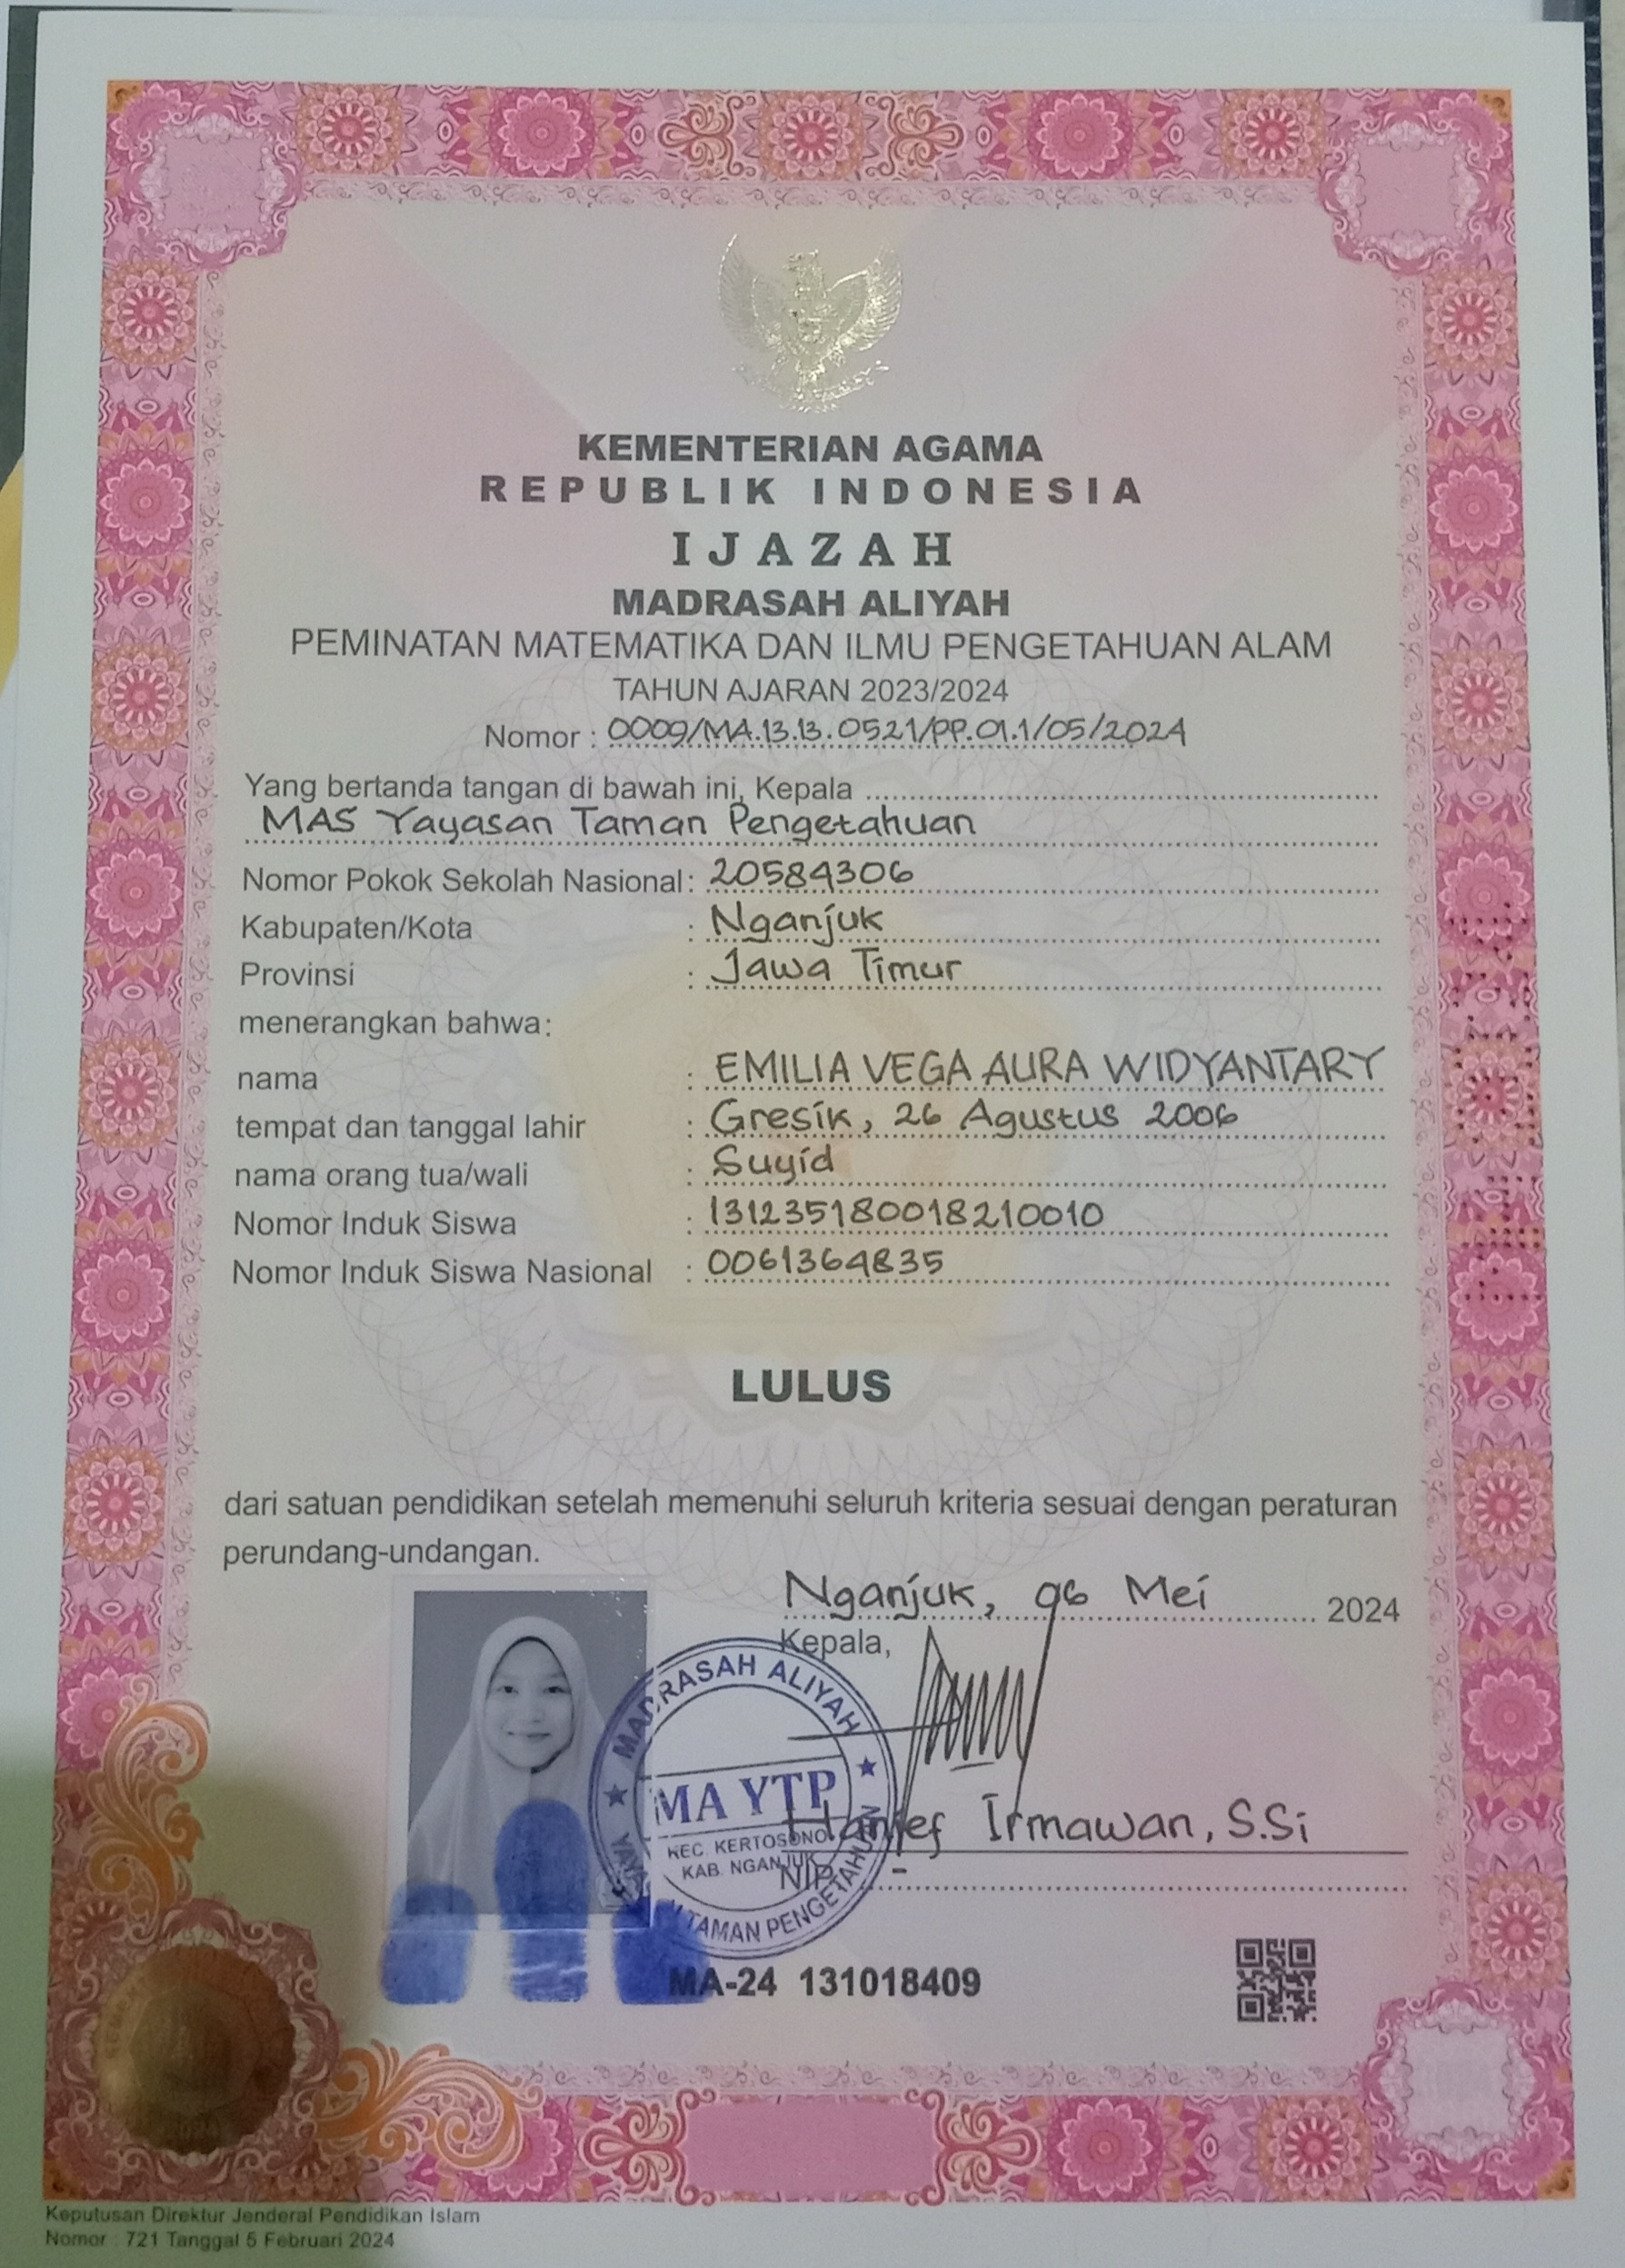 KEMENTERIAN AGAMA
REPUBLIK INDONESIA
IJAZAH
MADRASAH ALIYAH
PEMINATAN MATEMATIKA DAN ILMU PENGETAHUAN ALAM
TAHUN AJARAN 2023/2024
Nomor : 0009/MA.13.13.0521/PP.01.1/05/2024
Yang bertanda tangan di bawah ini, Kepala
MAS Yayasan Taman Pengetahuan
Nomor Pokok Sekolah Nasional : 20584306
Kabupaten/Kota : Nganjuk
Provinsi : Jawa Timur
menerangkan bahwa:
nama : EMILIA VEGA AURA WIDYANTARY
tempat dan tanggal lahir : Gresik, 26 Agustus 2006
nama orang tua/wali : Suyid
Nomor Induk Siswa : 131235180018210010
Nomor Induk Siswa Nasional : 0061364835
LULUS
dari satuan pendidikan setelah memenuhi seluruh kriteria sesuai dengan peraturan
perundang-undangan.
Nganjuk, 06 Mei 2024
Kepala,
MADRASAH ALIYAH
MA YTP
KEC. KERTOSONO
KAB. NGANJUK
YAYASAN TAMAN PENGETAHUAN
Hanief Irmawan, S.Si
NIP. -
MA-24 131018409
Keputusan Direktur Jenderal Pendidikan Islam
Nomor : 721 Tanggal 5 Februari 2024